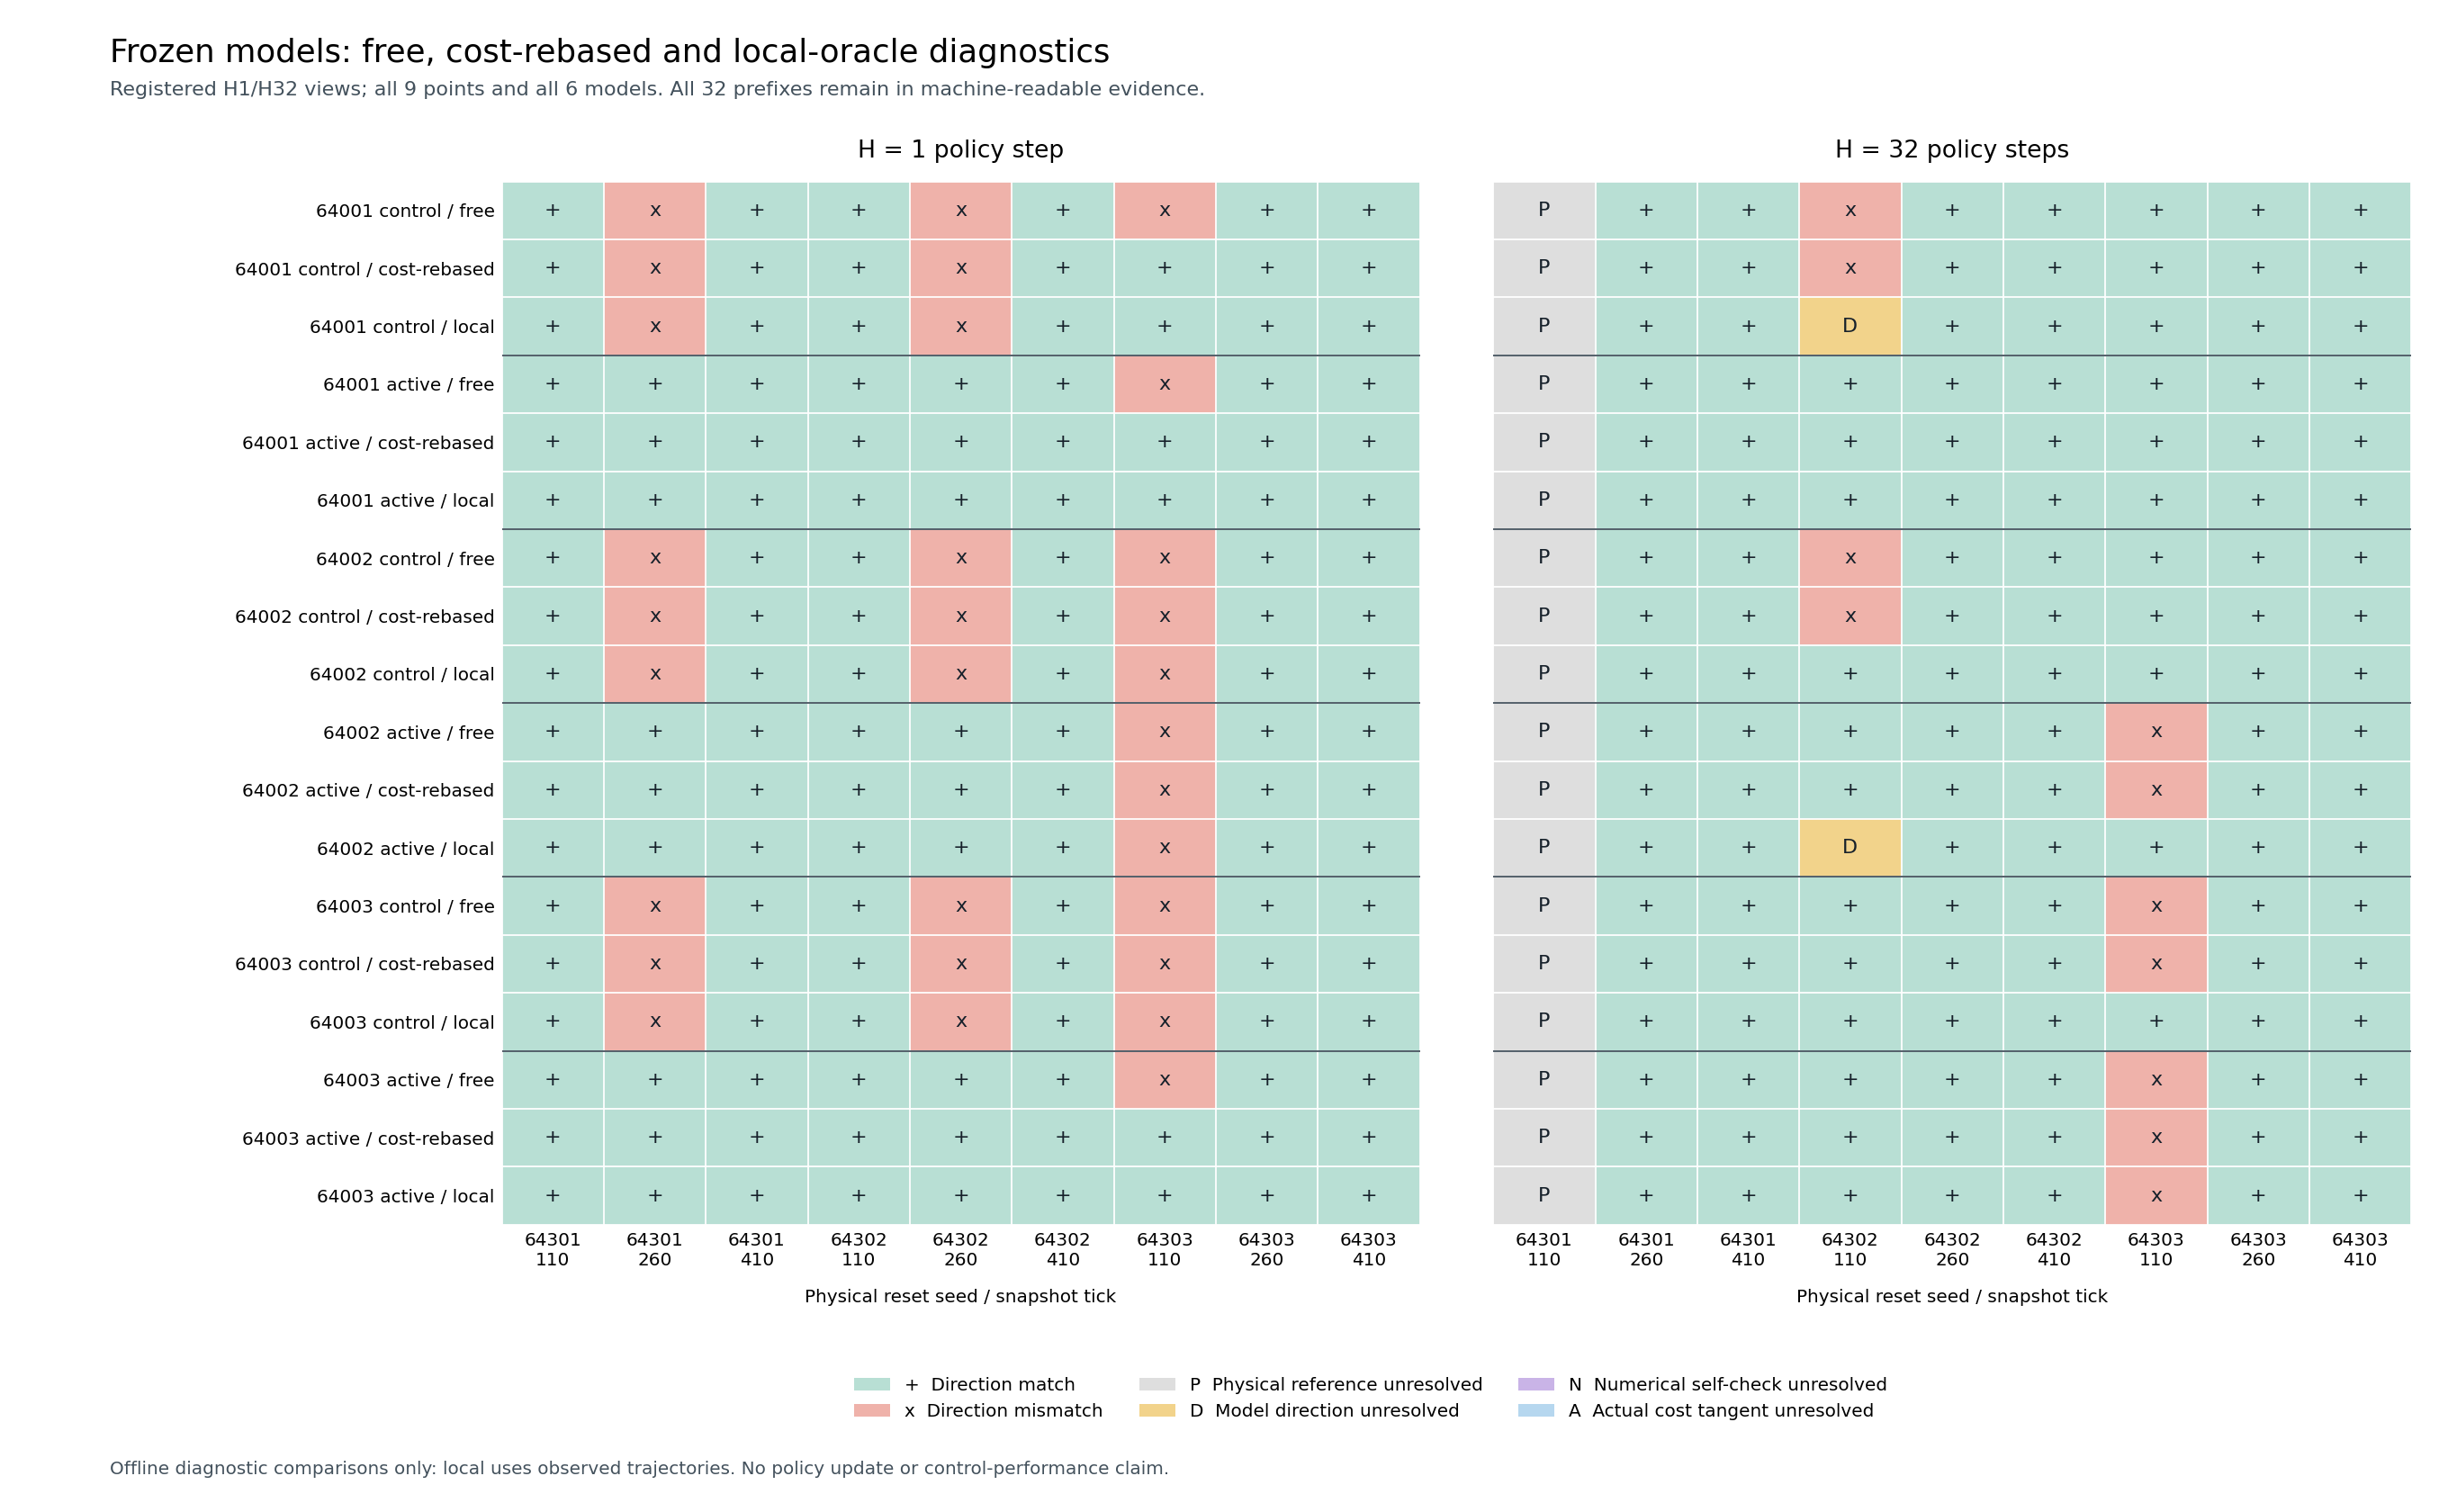 Frozen models: free, cost-rebased and local-oracle diagnostics
Registered H1/H32 views; all 9 points and all 6 models. All 32 prefixes remain in machine-readable evidence.
H = 1 policy step H = 32 policy steps
64001 control / free + x + + x + x + + P + + x + + + + +
64001 control / cost-rebased + x + + x + + + + P + + x + + + + +
64001 control / local + x + + x + + + + P + + D + + + + +
64001 active / free + + + + + + x + + P + + + + + + + +
64001 active / cost-rebased + + + + + + + + + P + + + + + + + +
64001 active / local + + + + + + + + + P + + + + + + + +
64002 control / free + x + + x + x + + P + + x + + + + +
64002 control / cost-rebased + x + + x + x + + P + + x + + + + +
64002 control / local + x + + x + x + + P + + + + + + + +
64002 active / free + + + + + + x + + P + + + + + x + +
64002 active / cost-rebased + + + + + + x + + P + + + + + x + +
64002 active / local + + + + + + x + + P + + D + + + + +
64003 control / free + x + + x + x + + P + + + + + x + +
64003 control / cost-rebased + x + + x + x + + P + + + + + x + +
64003 control / local + x + + x + x + + P + + + + + + + +
64003 active / free + + + + + + x + + P + + + + + x + +
64003 active / cost-rebased + + + + + + + + + P + + + + + x + +
64003 active / local + + + + + + + + + P + + + + + x + +
64301 64301 64301 64302 64302 64302 64303 64303 64303 64301 64301 64301 64302 64302 64302 64303 64303 64303
110 260 410 110 260 410 110 260 410 110 260 410 110 260 410 110 260 410
Physical reset seed / snapshot tick Physical reset seed / snapshot tick
+ Direction match P Physical reference unresolved N Numerical self-check unresolved
x Direction mismatch D Model direction unresolved A Actual cost tangent unresolved
Offline diagnostic comparisons only: local uses observed trajectories. No policy update or control-performance claim.